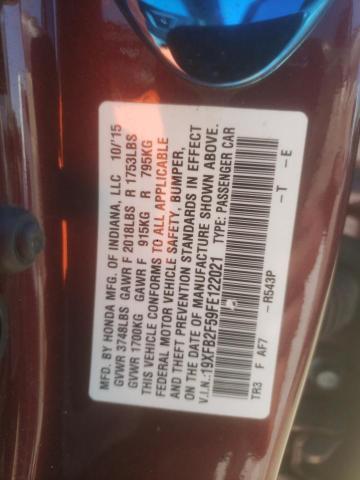 MFD. BY HONDA MFG. OF INDIANA, LLC 10/'15
GVWR 3748LBS GAWR F 2018LBS R 1753LBS
GVWR 1700KG GAWR F 915KG R 795KG
THIS VEHICLE CONFORMS TO ALL APPLICABLE
FEDERAL MOTOR VEHICLE SAFETY, BUMPER,
AND THEFT PREVENTION STANDARDS IN EFFECT
ON THE DATE OF MANUFACTURE SHOWN ABOVE.
V.I.N.:19XFB2F59FE122021 TYPE: PASSENGER CAR
TR3 F AF7 -R543P -T -E